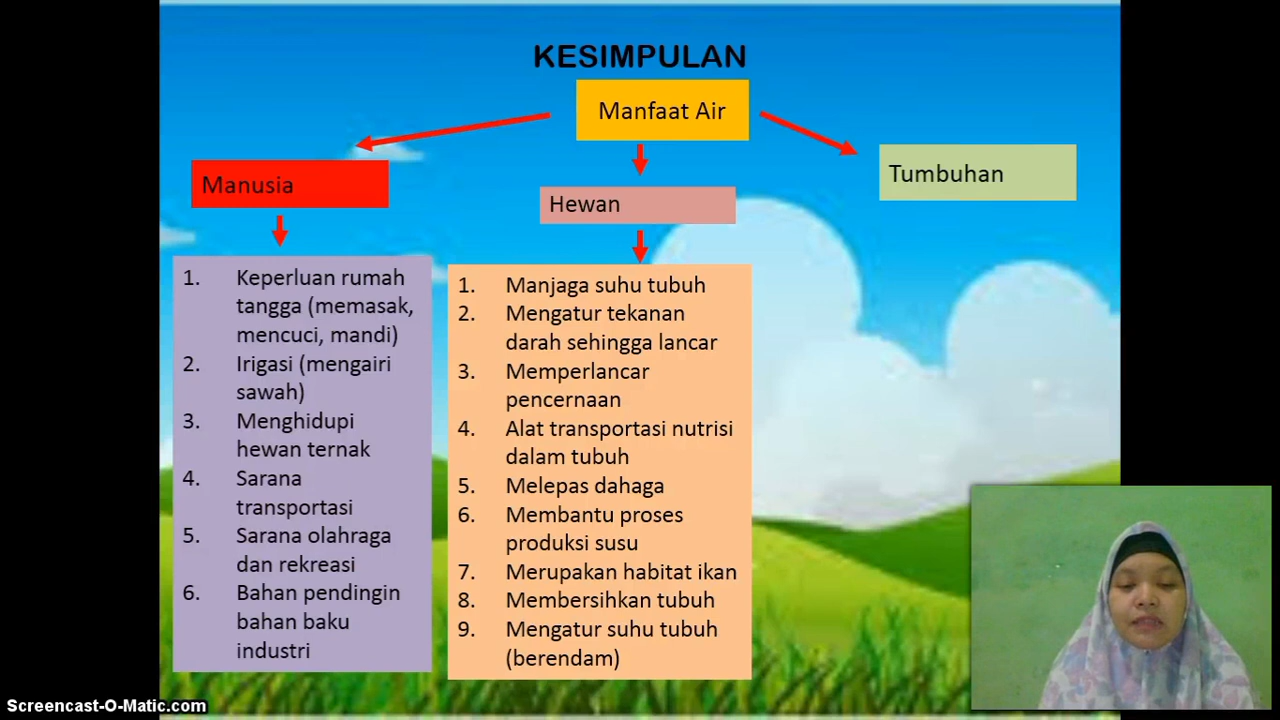 KESIMPULAN
Manfaat Air
Manusia
Hewan
Tumbuhan
1. Keperluan rumah
tangga (memasak,
mencuci, mandi)
2. Irigasi (mengairi
sawah)
3. Menghidupi
hewan ternak
4. Sarana
transportasi
5. Sarana olahraga
dan rekreasi
6. Bahan pendingin
bahan baku
industri
1. Manjaga suhu tubuh
2. Mengatur tekanan
darah sehingga lancar
3. Memperlancar
pencernaan
4. Alat transportasi nutrisi
dalam tubuh
5. Melepas dahaga
6. Membantu proses
produksi susu
7. Merupakan habitat ikan
8. Membersihkan tubuh
9. Mengatur suhu tubuh
(berendam)
Screencast-O-Matic.com